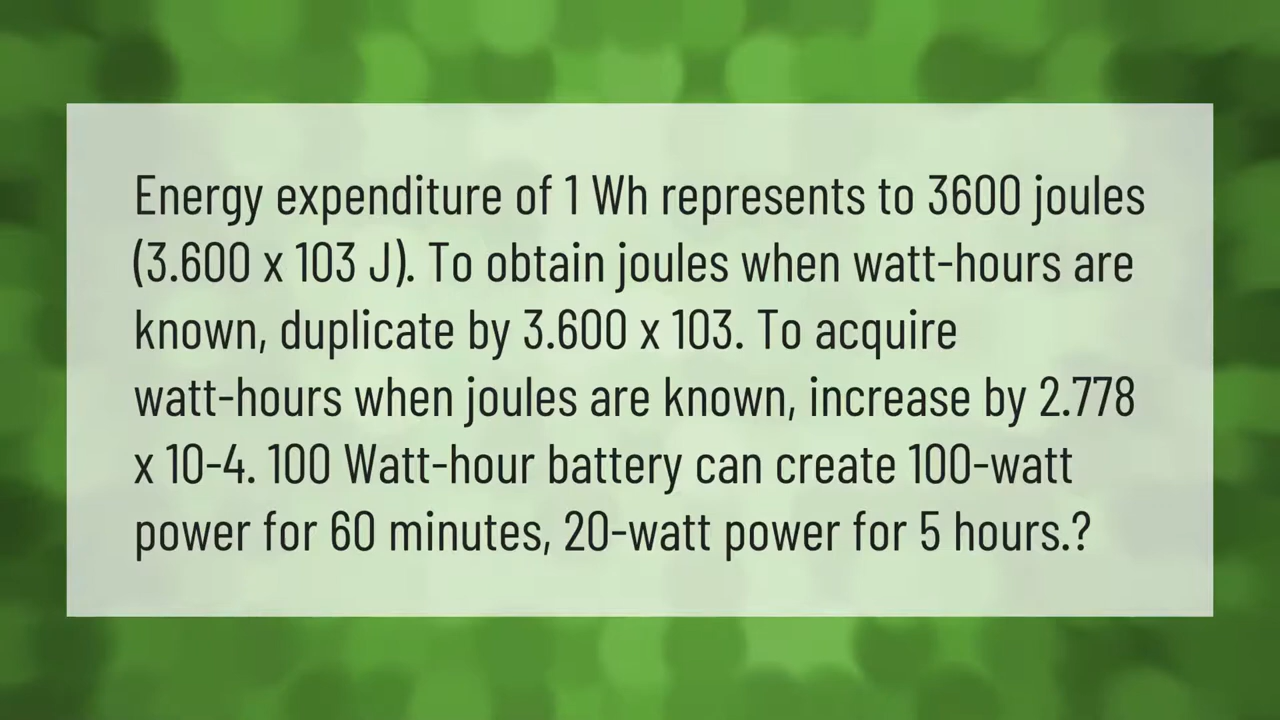 Energy expenditure of 1 Wh represents to 3600 joules
(3.600 x 103 J). To obtain joules when watt-hours are
known, duplicate by 3.600 x 103. To acquire
watt-hours when joules are known, increase by 2.778
x 10-4. 100 Watt-hour battery can create 100-watt
power for 60 minutes, 20-watt power for 5 hours.?